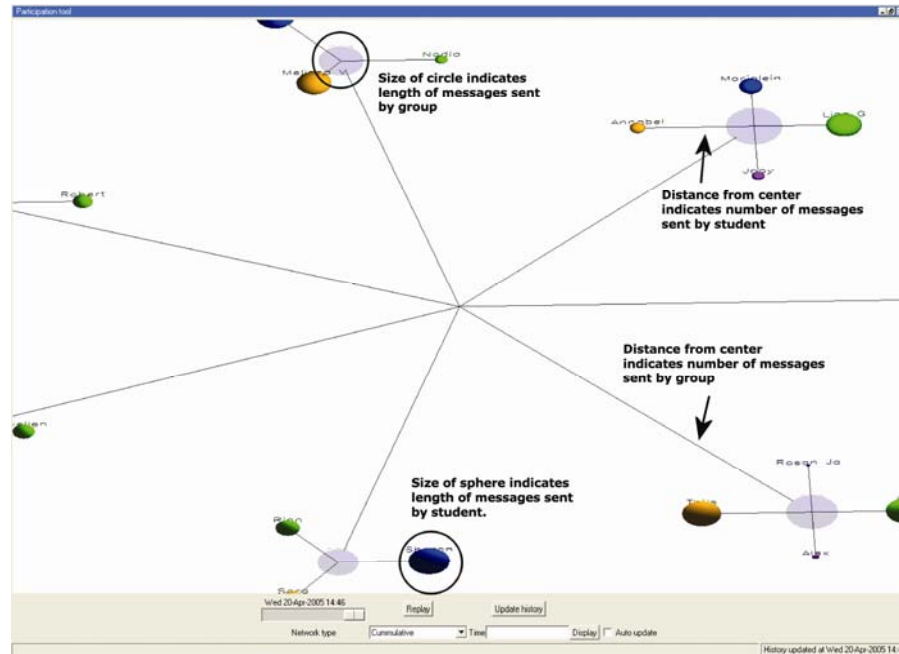 Participation tool
Nadia
Size of circle indicates
length of messages sent
by group
Marjolein
Annabel
Robert
Distance from center
indicates number of messages
sent by student
Distance from center
indicates number of messages
sent by group
Rosan Ja
Size of sphere indicates
length of messages sent
by student.
Alex
Wed 20-Apr-2005 14:46
Replay
Update history
Network type
Cummulative
Time
Display
Auto update
History updated at Wed 20-Apr-2005 14: